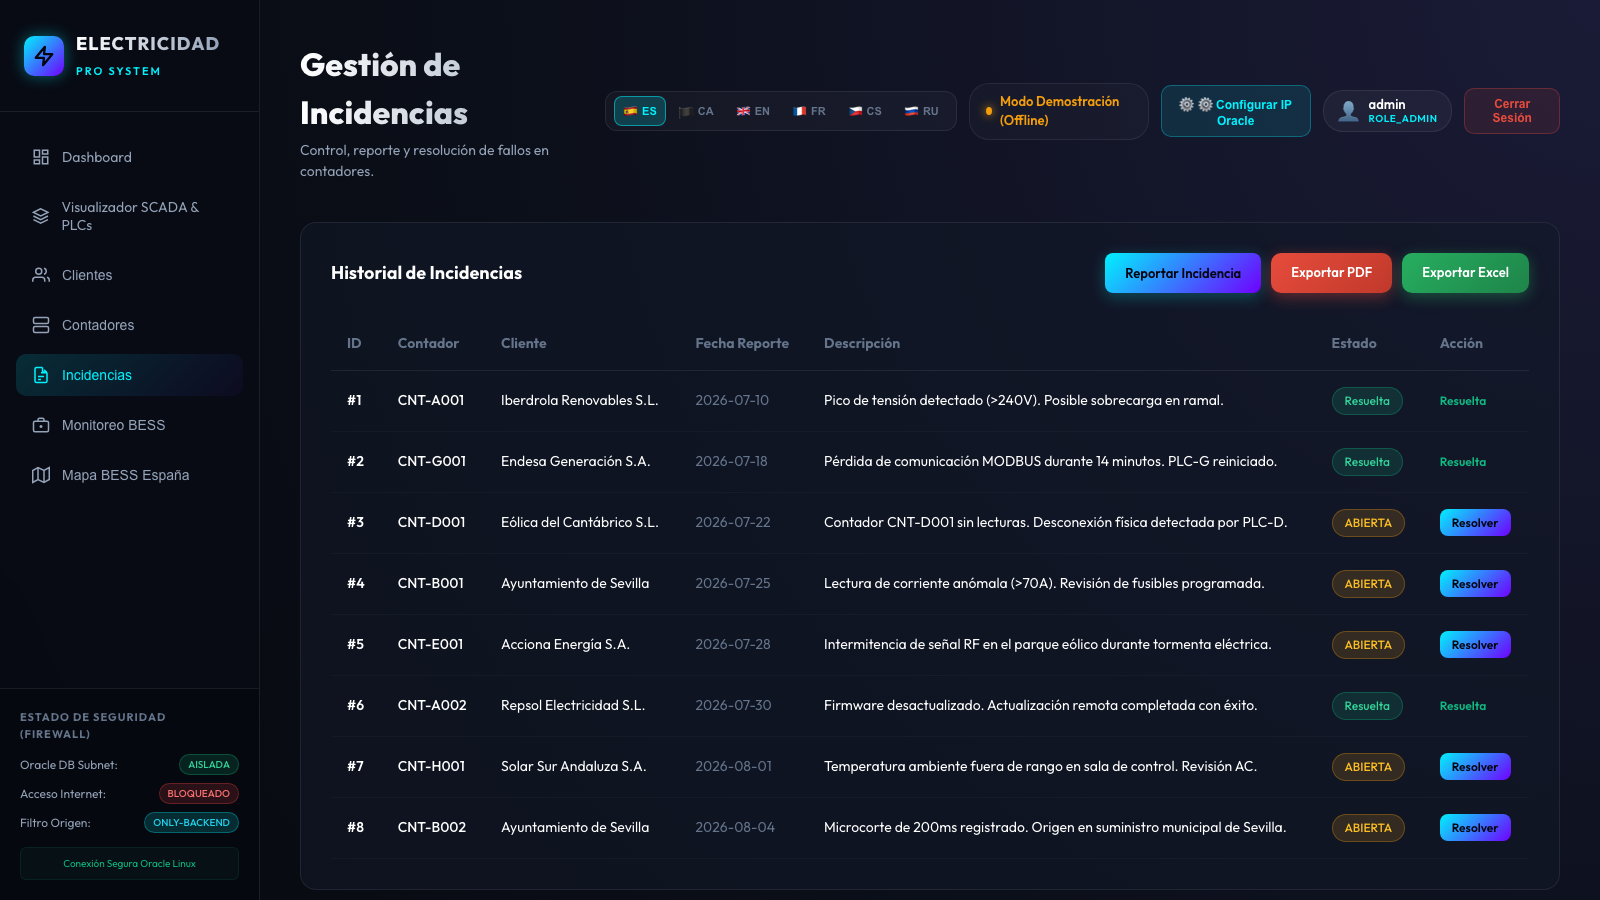 ELECTRICIDAD
PRO SYSTEM
Dashboard
Visualizador SCADA &
PLCs
Clientes
Contadores
Incidencias
Monitoreo BESS
Mapa BESS España
ESTADO DE SEGURIDAD
(FIREWALL)
Oracle DB Subnet: AISLADA
Acceso Internet: BLOQUEADO
Filtro Origen: ONLY-BACKEND
Conexión Segura Oracle Linux
Gestión de
Incidencias
Control, reporte y resolución de fallos en
contadores.
ES CA EN FR CS RU
Modo Demostración
(Offline)
Configurar IP
Oracle
admin
ROLE_ADMIN
Cerrar
Sesión
Historial de Incidencias
Reportar Incidencia Exportar PDF Exportar Excel
ID Contador Cliente Fecha Reporte Descripción Estado Acción
#1 CNT-A001 Iberdrola Renovables S.L. 2026-07-10 Pico de tensión detectado (>240V). Posible sobrecarga en ramal. Resuelta Resuelta
#2 CNT-G001 Endesa Generación S.A. 2026-07-18 Pérdida de comunicación MODBUS durante 14 minutos. PLC-G reiniciado. Resuelta Resuelta
#3 CNT-D001 Eólica del Cantábrico S.L. 2026-07-22 Contador CNT-D001 sin lecturas. Desconexión física detectada por PLC-D. ABIERTA Resolver
#4 CNT-B001 Ayuntamiento de Sevilla 2026-07-25 Lectura de corriente anómala (>70A). Revisión de fusibles programada. ABIERTA Resolver
#5 CNT-E001 Acciona Energía S.A. 2026-07-28 Intermitencia de señal RF en el parque eólico durante tormenta eléctrica. ABIERTA Resolver
#6 CNT-A002 Repsol Electricidad S.L. 2026-07-30 Firmware desactualizado. Actualización remota completada con éxito. Resuelta Resuelta
#7 CNT-H001 Solar Sur Andaluza S.A. 2026-08-01 Temperatura ambiente fuera de rango en sala de control. Revisión AC. ABIERTA Resolver
#8 CNT-B002 Ayuntamiento de Sevilla 2026-08-04 Microcorte de 200ms registrado. Origen en suministro municipal de Sevilla. ABIERTA Resolver